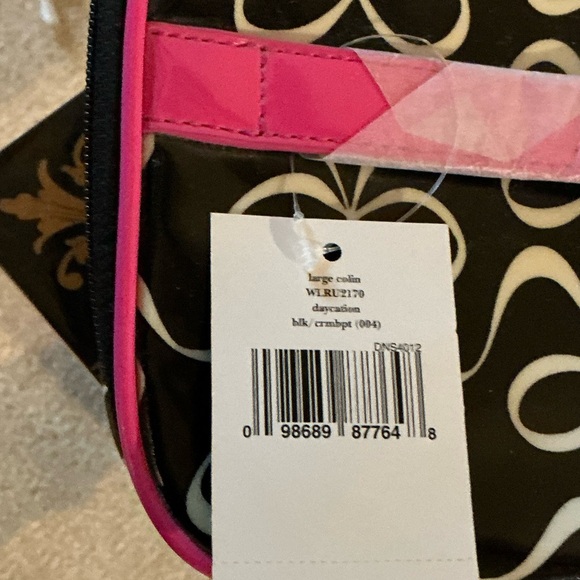 large colin
WLRU2170
daycation
blk/crmbpt (004)
DNS4012
0 98689 87764 8